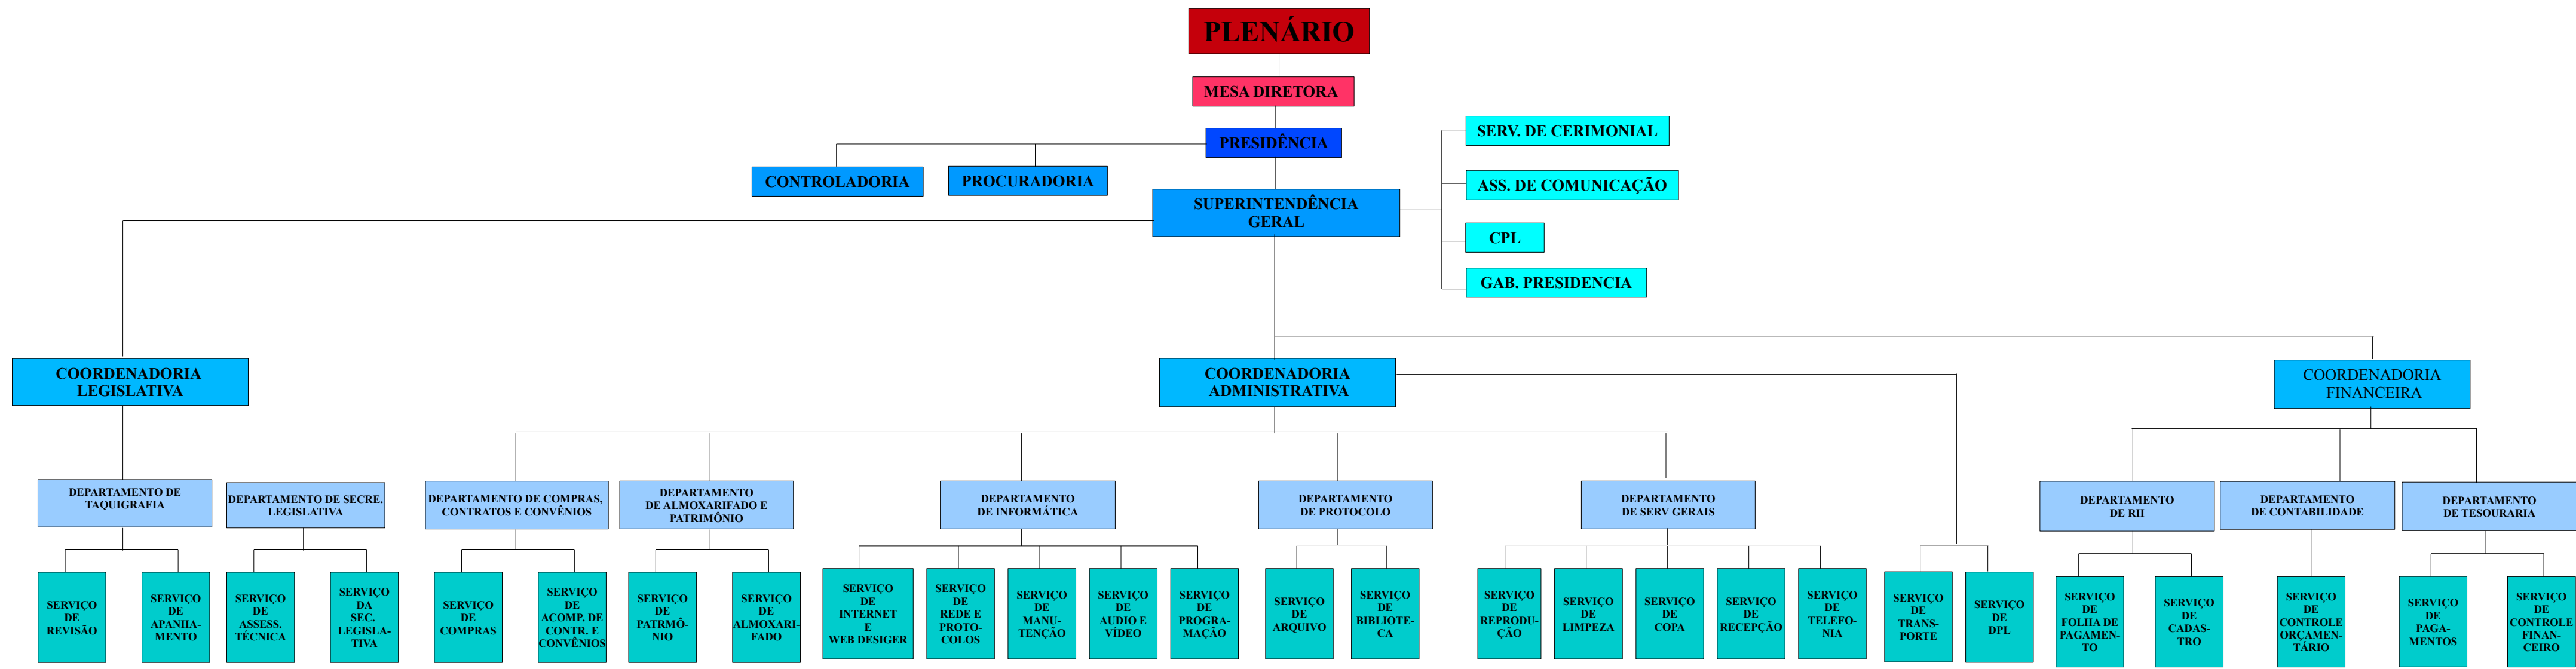 PLENÁRIO
MESA DIRETORA
PRESIDÊNCIA
CONTROLADORIA
PROCURADORIA
SUPERINTENDÊNCIA
GERAL
SERV. DE CERIMONIAL
ASS. DE COMUNICAÇÃO
CPL
GAB. PRESIDENCIA
COORDENADORIA
LEGISLATIVA
COORDENADORIA
ADMINISTRATIVA
COORDENADORIA
FINANCEIRA
DEPARTAMENTO DE
TAQUIGRAFIA
DEPARTAMENTO DE SECRE.
LEGISLATIVA
DEPARTAMENTO DE COMPRAS,
CONTRATOS E CONVÊNIOS
DEPARTAMENTO
DE ALMOXARIFADO E
PATRIMÔNIO
DEPARTAMENTO
DE INFORMÁTICA
DEPARTAMENTO
DE PROTOCOLO
DEPARTAMENTO
DE SERV GERAIS
DEPARTAMENTO
DE RH
DEPARTAMENTO
DE CONTABILIDADE
DEPARTAMENTO
DE TESOURARIA
SERVIÇO
DE
REVISÃO
SERVIÇO
DE
APANHA-
MENTO
SERVIÇO
DE
ASSESS.
TÉCNICA
SERVIÇO
DA
SEC.
LEGISLA-
TIVA
SERVIÇO
DE
COMPRAS
SERVIÇO
DE
ACOMP. DE
CONTR. E
CONVÊNIOS
SERVIÇO
DE
PATRMÔ-
NIO
SERVIÇO
DE
ALMOXARI-
FADO
SERVIÇO
DE
INTERNET
E
WEB DESIGER
SERVIÇO
DE
REDE E
PROTO-
COLOS
SERVIÇO
DE
MANU-
TENÇÃO
SERVIÇO
DE
AUDIO E
VÍDEO
SERVIÇO
DE
PROGRA-
MAÇÃO
SERVIÇO
DE
ARQUIVO
SERVIÇO
DE
BIBLIOTE-
CA
SERVIÇO
DE
REPRODU-
ÇÃO
SERVIÇO
DE
LIMPEZA
SERVIÇO
DE
COPA
SERVIÇO
DE
RECEPÇÃO
SERVIÇO
DE
TELEFO-
NIA
SERVIÇO
DE
TRANS-
PORTE
SERVIÇO
DE
DPL
SERVIÇO
DE
FOLHA DE
PAGAMEN-
TO
SERVIÇO
DE
CADAS-
TRO
SERVIÇO
DE
CONTROLE
ORÇAMEN-
TÁRIO
SERVIÇO
DE
PAGA-
MENTOS
SERVIÇO
DE
CONTROLE
FINAN-
CEIRO